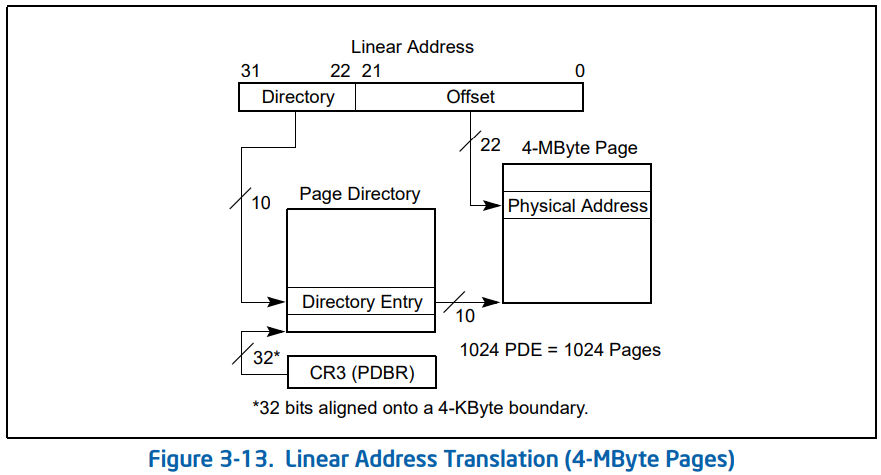 Linear Address
31 22 21 0
Directory Offset
22
4-MByte Page
10
Page Directory
Physical Address
Directory Entry
10
32*
1024 PDE = 1024 Pages
CR3 (PDBR)
*32 bits aligned onto a 4-KByte boundary.
Figure 3-13. Linear Address Translation (4-MByte Pages)